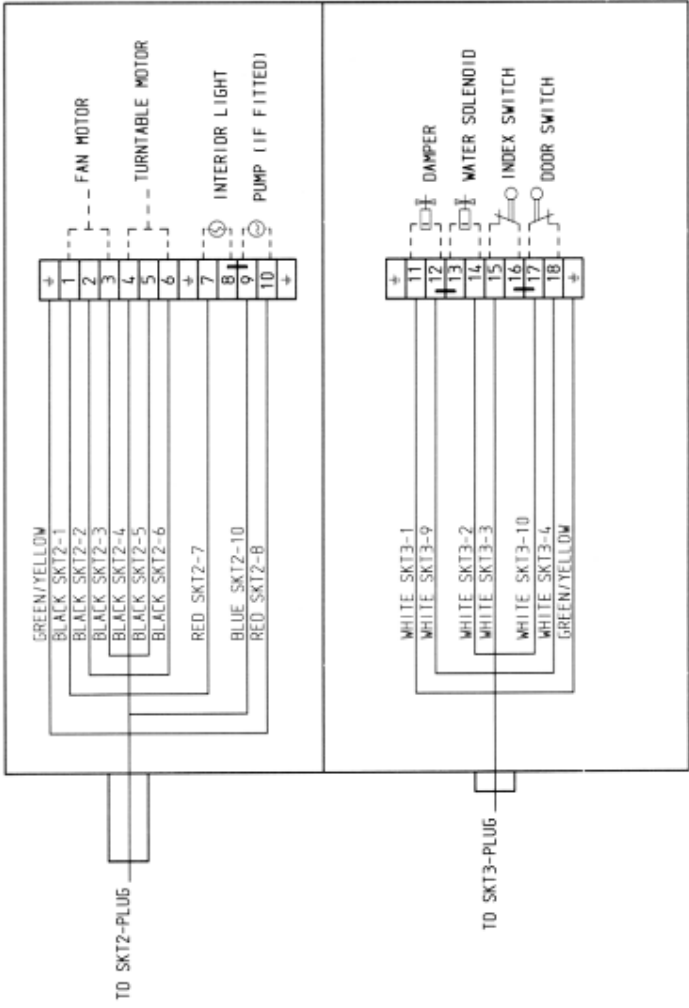 FAN MOTOR
TURNTABLE MOTOR
INTERIOR LIGHT
PUMP (IF FITTED)
1
2
3
4
5
6
7
8
9
10
GREEN/YELLOW
BLACK SKT2-1
BLACK SKT2-2
BLACK SKT2-3
BLACK SKT2-4
BLACK SKT2-5
BLACK SKT2-6
RED SKT2-7
BLUE SKT2-10
RED SKT2-8
TO SKT2-PLUG
DAMPER
WATER SOLENOID
INDEX SWITCH
DOOR SWITCH
11
12
13
14
15
16
17
18
WHITE SKT3-1
WHITE SKT3-9
WHITE SKT3-2
WHITE SKT3-3
WHITE SKT3-10
WHITE SKT3-4
GREEN/YELLOW
TO SKT3-PLUG